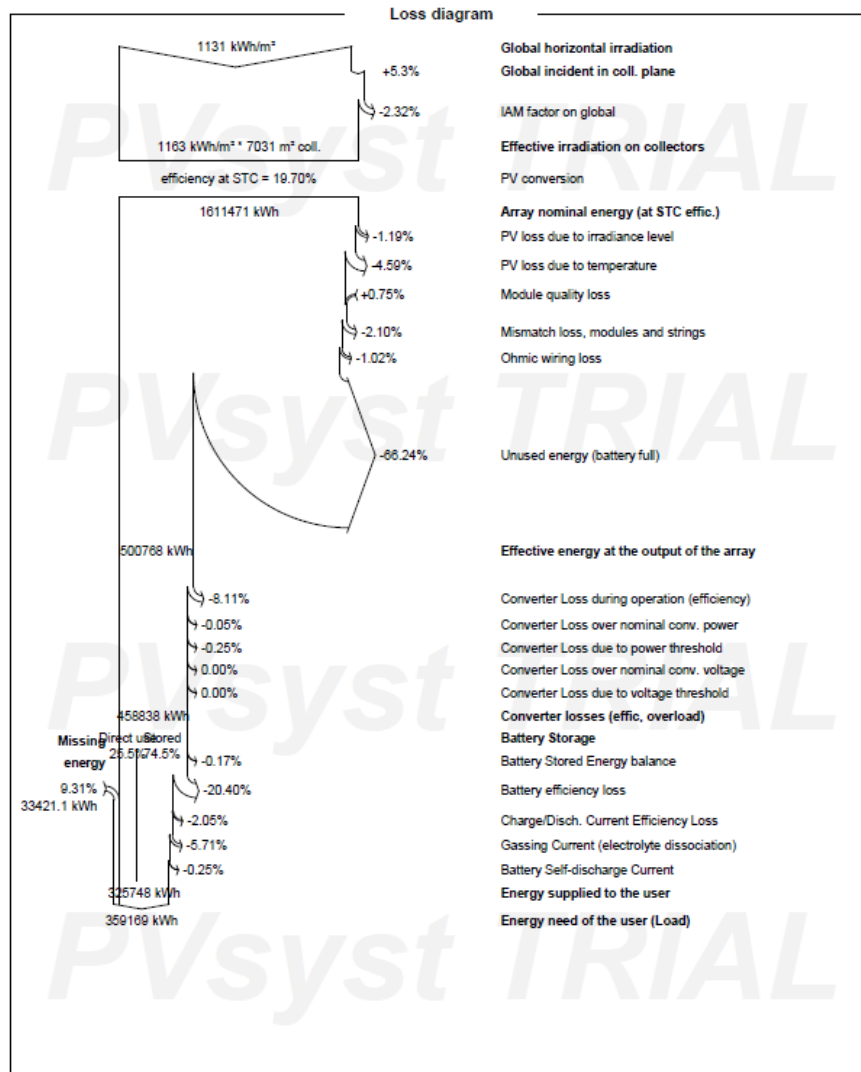 Loss diagram
1131 kWh/m² Global horizontal irradiation
+5.3% Global incident in coll. plane
-2.32% IAM factor on global
1163 kWh/m² * 7031 m² coll. Effective irradiation on collectors
efficiency at STC = 19.70% PV conversion
1611471 kWh Array nominal energy (at STC effic.)
-1.19% PV loss due to irradiance level
-4.59% PV loss due to temperature
+0.75% Module quality loss
-2.10% Mismatch loss, modules and strings
-1.02% Ohmic wiring loss
-66.24% Unused energy (battery full)
500768 kWh Effective energy at the output of the array
-8.11% Converter Loss during operation (efficiency)
-0.05% Converter Loss over nominal conv. power
-0.25% Converter Loss due to power threshold
0.00% Converter Loss over nominal conv. voltage
0.00% Converter Loss due to voltage threshold
458838 kWh Converter losses (effic, overload)
Missing energy
Direct use Stored Battery Storage
25.5% 74.5%
-0.17% Battery Stored Energy balance
9.31% -20.40% Battery efficiency loss
33421.1 kWh
-2.05% Charge/Disch. Current Efficiency Loss
-5.71% Gassing Current (electrolyte dissociation)
-0.25% Battery Self-discharge Current
325748 kWh Energy supplied to the user
359169 kWh Energy need of the user (Load)
PVsyst TRIAL
PVsyst TRIAL
PVsyst TRIAL
PVsyst TRIAL